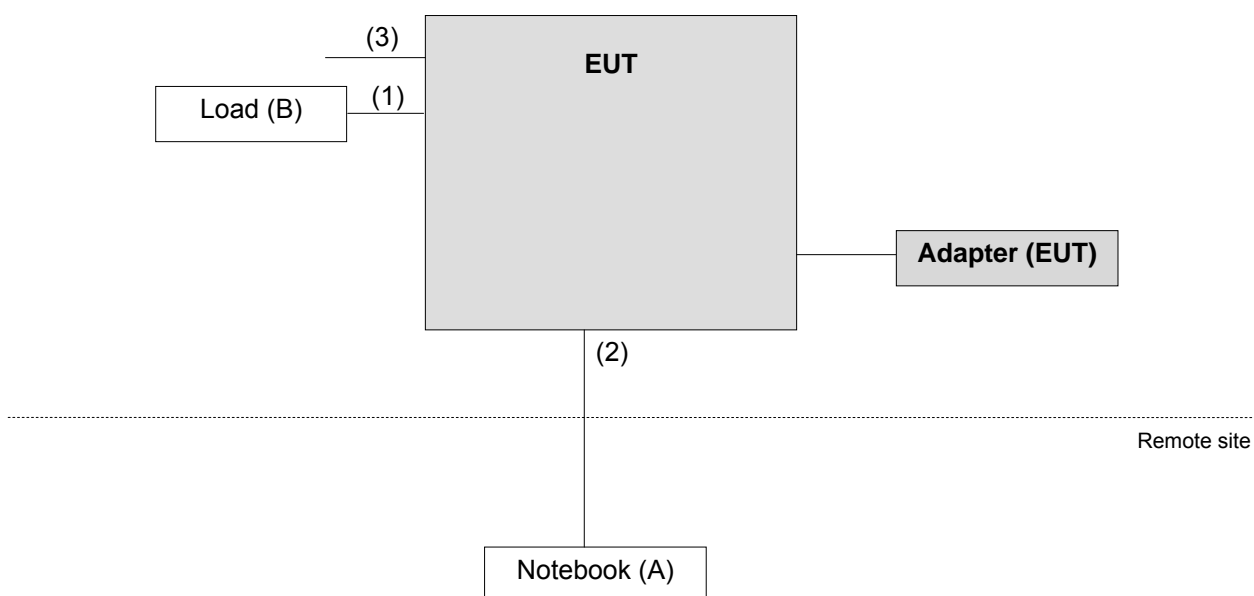 (3)
EUT
Load (B)
(1)
Adapter (EUT)
(2)
Remote site
Notebook (A)